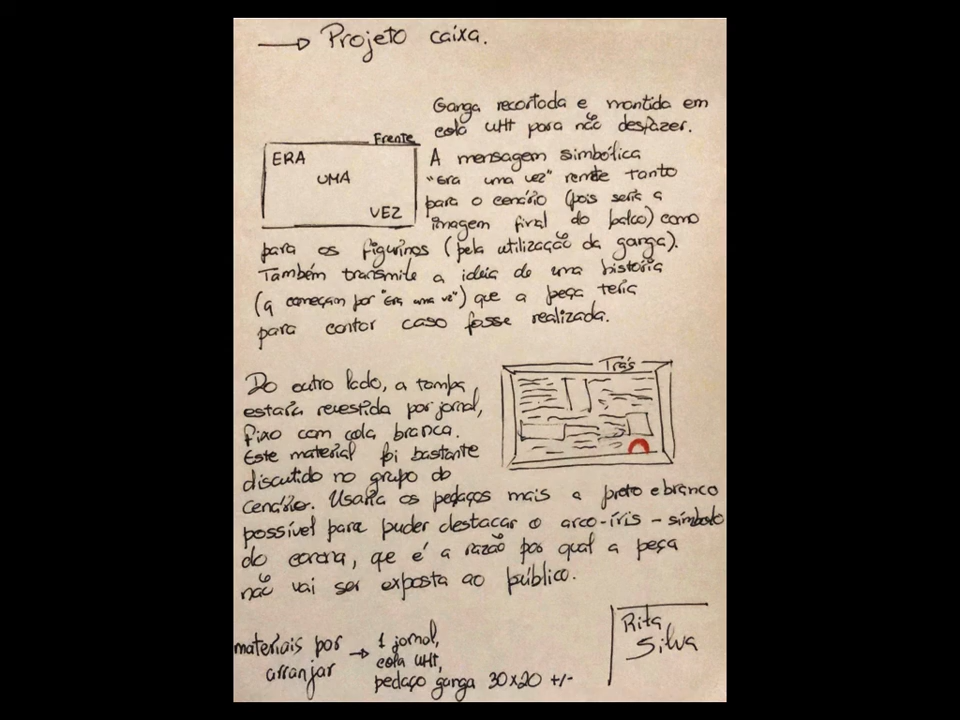 → Projeto caixa.
Ganga recortada e mantida em
cola UHt para não desfazer.
Frente
ERA
UMA
VEZ
A mensagem simbólica
"era uma vez" remete tanto
para o cenário (pois seria a
imagem final do palco) como
para os figurinos (pela utilização da ganga).
Também transmite a ideia de uma história
(a começam por "Era uma vez") que a peça teria
para contar caso fosse realizada.
Do outro lado, a tampa
estaria revestida por jornal,
fixo com cola branca.
Este material foi bastante
discutido no grupo do
cenário. Usaria os pedaços mais a preto e branco
possível para puder destacar o arco-íris - símbolo
do corona, que é a razão por qual a peça
não vai ser exposta ao público.
Trás
materiais por
arranjar
→ 1 jornal,
cola UHt,
pedaço ganga 30x20 +/-
Rita
Silva